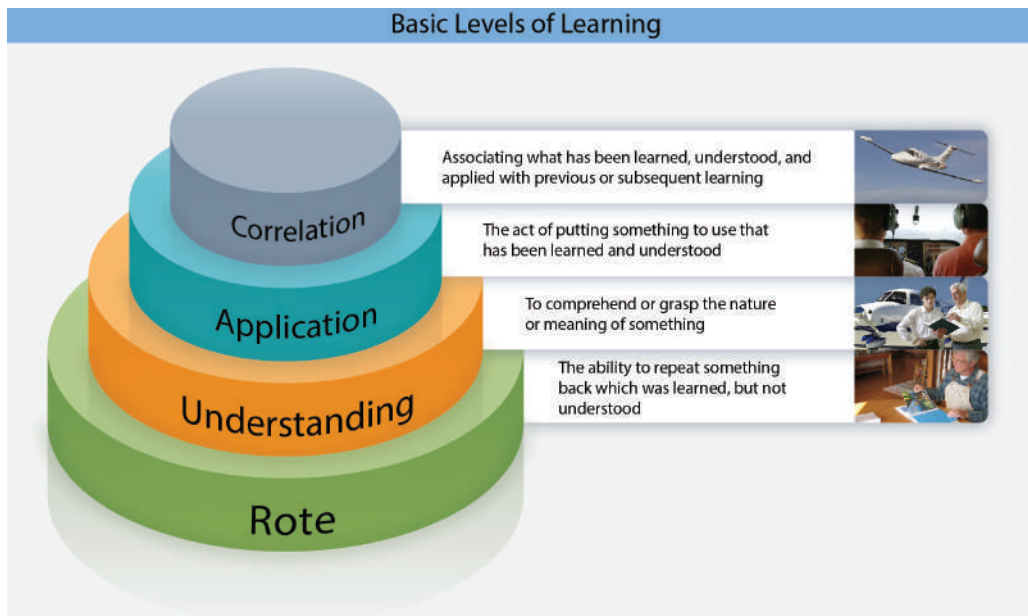 Basic Levels of Learning
Associating what has been learned, understood, and
applied with previous or subsequent learning
Correlation
The act of putting something to use that
has been learned and understood
Application
To comprehend or grasp the nature
or meaning of something
Understanding
The ability to repeat something
back which was learned, but not
understood
Rote